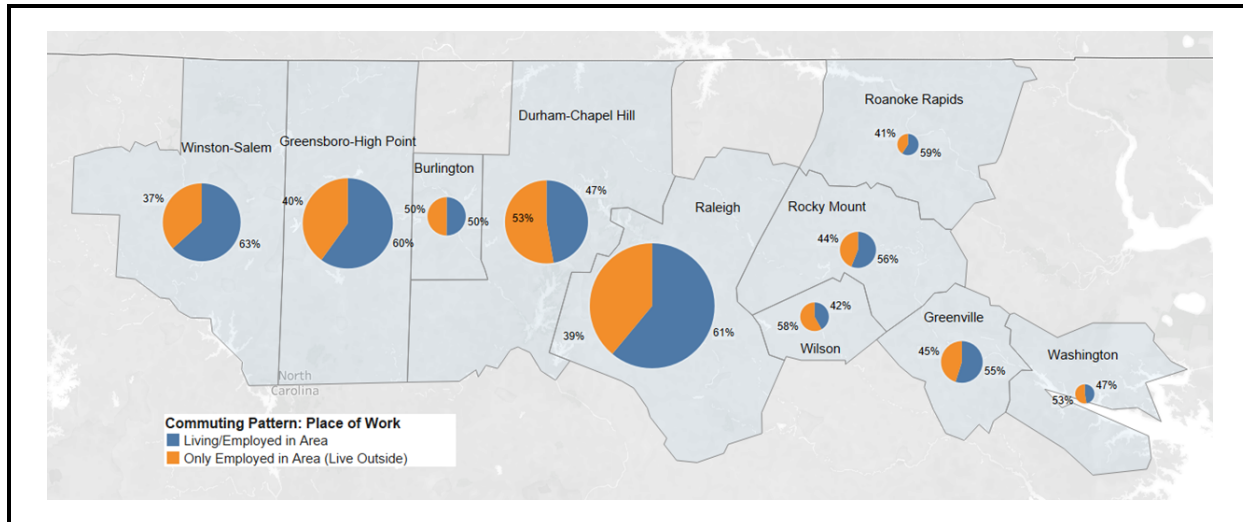 Roanoke Rapids
41%
59%
Durham-Chapel Hill
47%
53%
Greensboro-High Point
40%
60%
Winston-Salem
37%
63%
Burlington
50%
50%
Raleigh
39%
61%
Rocky Mount
44%
56%
42%
58%
Wilson
Greenville
45%
55%
Washington
47%
53%
North
Carolina
Commuting Pattern: Place of Work
Living/Employed in Area
Only Employed in Area (Live Outside)